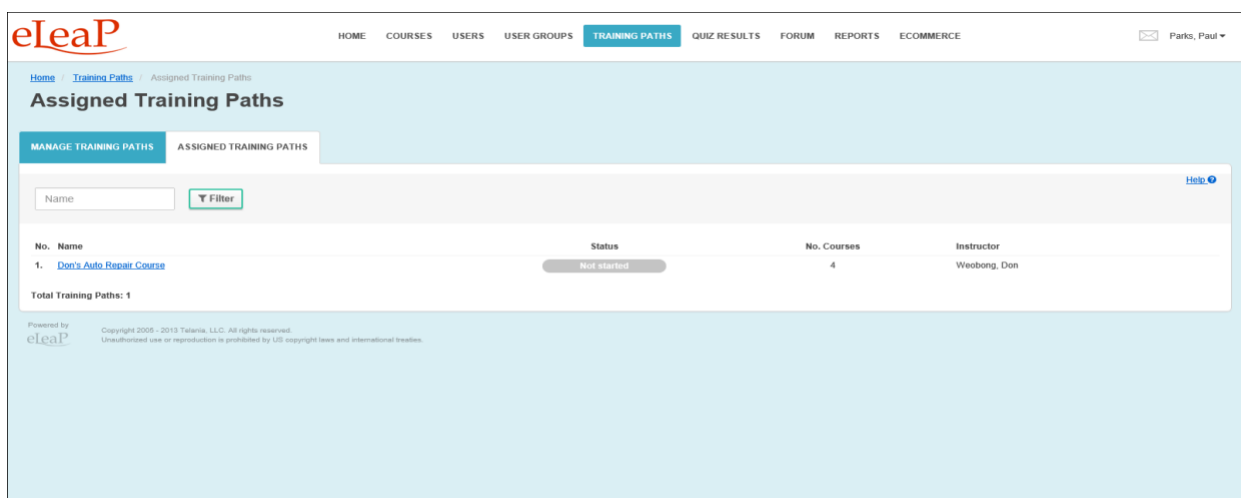 eLeaP
HOME COURSES USERS USER GROUPS TRAINING PATHS QUIZ RESULTS FORUM REPORTS ECOMMERCE Parks, Paul
Home / Training Paths / Assigned Training Paths
Assigned Training Paths
MANAGE TRAINING PATHS ASSIGNED TRAINING PATHS
Help
Name Filter
No. Name Status No. Courses Instructor
1. Don's Auto Repair Course Not started 4 Weobong, Don
Total Training Paths: 1
Powered by
eLeaP
Copyright 2005 - 2013 Talania, LLC. All rights reserved.
Unauthorized use or reproduction is prohibited by US copyright laws and international treaties.